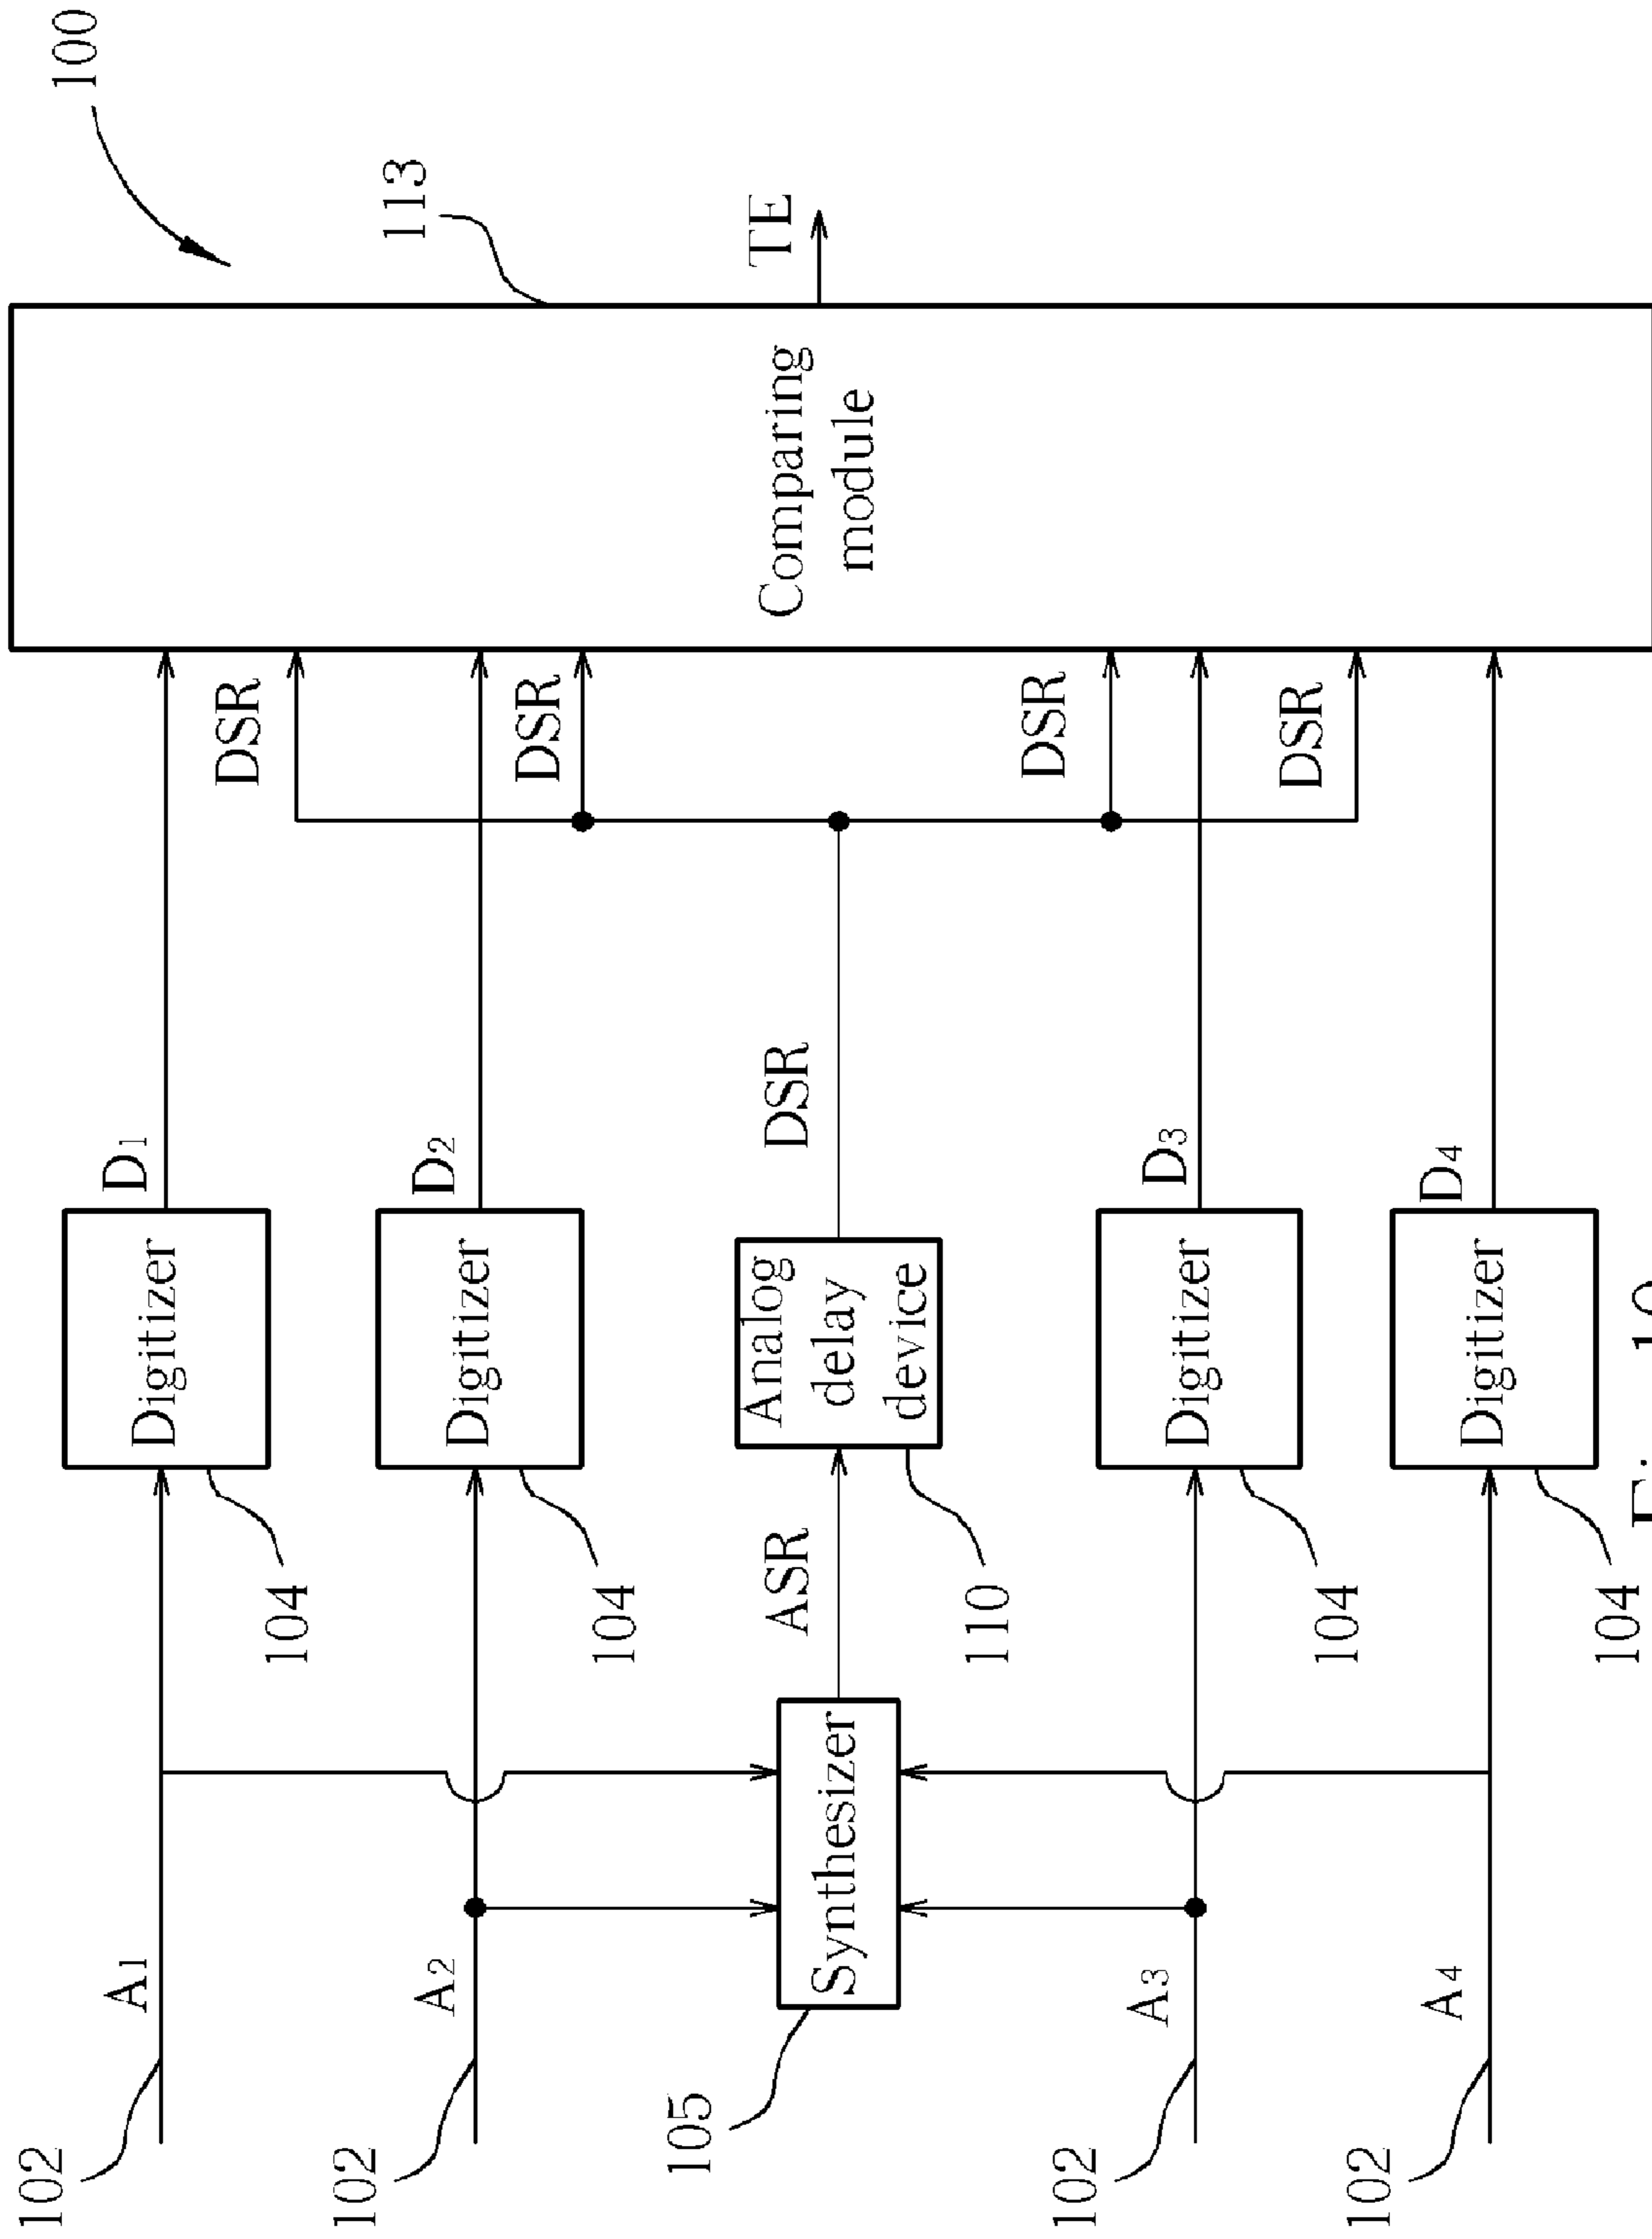 100
102
A1
D1
Digitizer
DSR
104
102
113
A2
D2
Digitizer
DSR
104
105
TE
ASR
DSR
Synthesizer
Analog
delay
device
Comparing
module
110
DSR
102
A3
D3
Digitizer
DSR
104
102
A4
D4
Digitizer
104